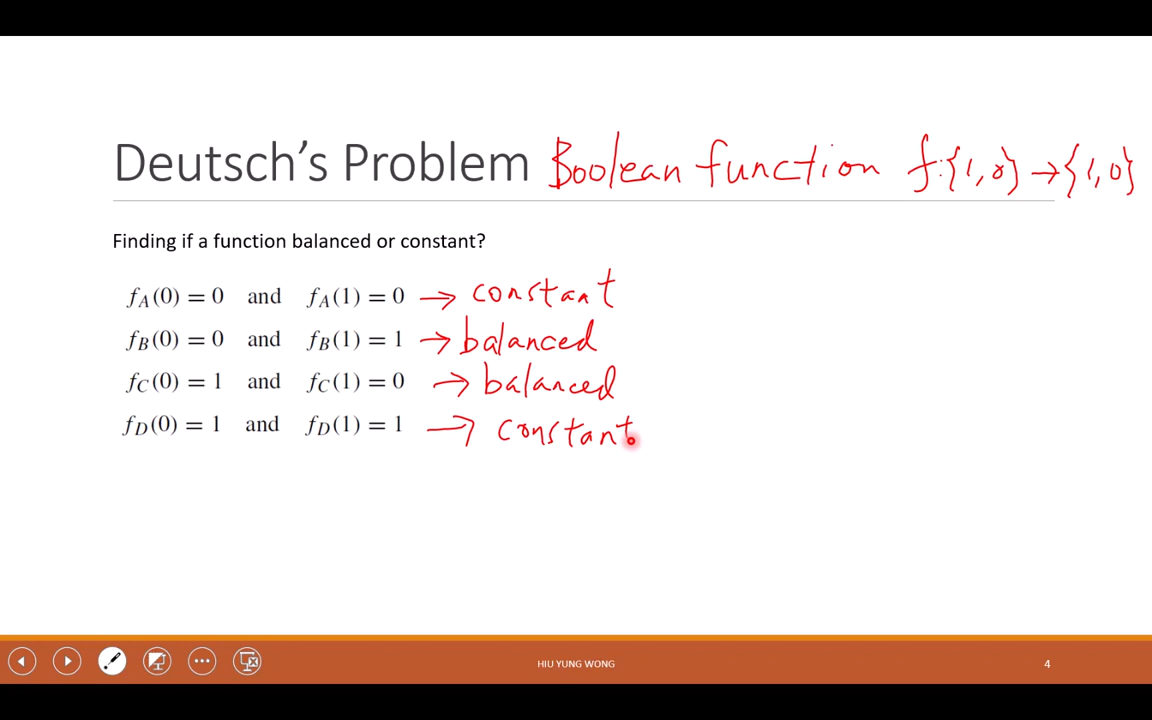 Deutsch's Problem Boolean function f:{1,0}→{1,0}
Finding if a function balanced or constant?
f_A(0) = 0 and f_A(1) = 0 → constant
f_B(0) = 0 and f_B(1) = 1 → balanced
f_C(0) = 1 and f_C(1) = 0 → balanced
f_D(0) = 1 and f_D(1) = 1 → constant
HIU YUNG WONG 4